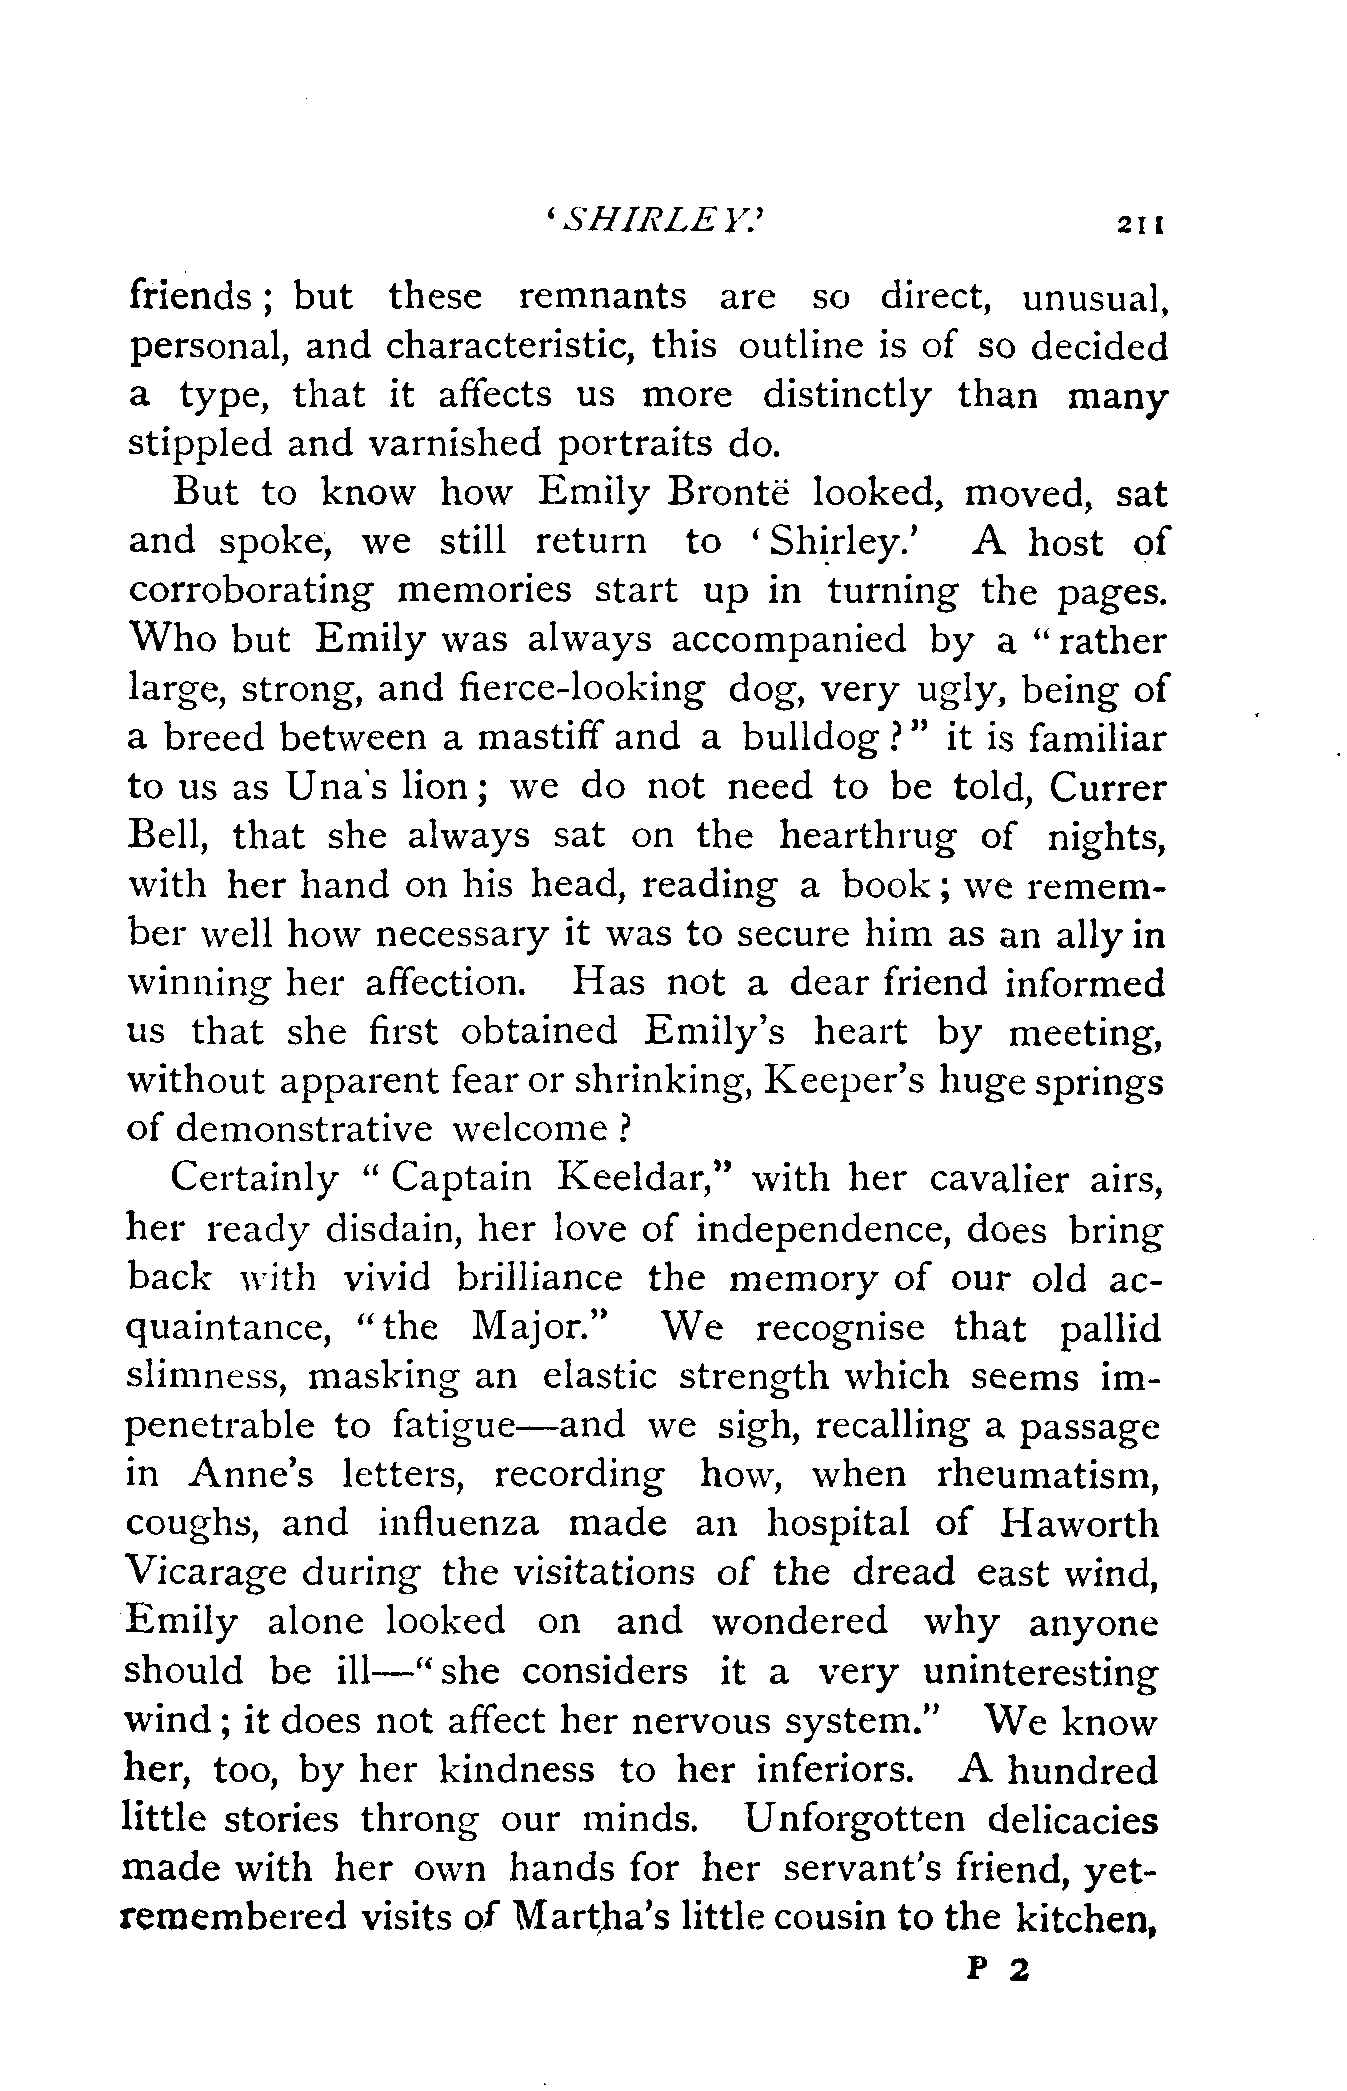 ‘SHIRLEY.’ 211
friends; but these remnants are so direct, unusual,
personal, and characteristic, this outline is of so decided
a type, that it affects us more distinctly than many
stippled and varnished portraits do.
But to know how Emily Brontë looked, moved, sat
and spoke, we still return to ‘Shirley.’ A host of
corroborating memories start up in turning the pages.
Who but Emily was always accompanied by a “rather
large, strong, and fierce-looking dog, very ugly, being of
a breed between a mastiff and a bulldog?” it is familiar
to us as Una's lion; we do not need to be told, Currer
Bell, that she always sat on the hearthrug of nights,
with her hand on his head, reading a book; we remem-
ber well how necessary it was to secure him as an ally in
winning her affection. Has not a dear friend informed
us that she first obtained Emily's heart by meeting,
without apparent fear or shrinking, Keeper's huge springs
of demonstrative welcome?
Certainly “Captain Keeldar,” with her cavalier airs,
her ready disdain, her love of independence, does bring
back with vivid brilliance the memory of our old ac-
quaintance, “the Major.” We recognise that pallid
slimness, masking an elastic strength which seems im-
penetrable to fatigue—and we sigh, recalling a passage
in Anne's letters, recording how, when rheumatism,
coughs, and influenza made an hospital of Haworth
Vicarage during the visitations of the dread east wind,
Emily alone looked on and wondered why anyone
should be ill—“she considers it a very uninteresting
wind; it does not affect her nervous system.” We know
her, too, by her kindness to her inferiors. A hundred
little stories throng our minds. Unforgotten delicacies
made with her own hands for her servant's friend, yet-
remembered visits of Martha's little cousin to the kitchen,
P 2